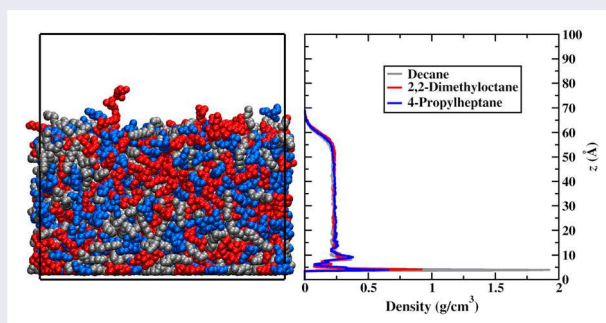 Decane
2,2-Dimethyloctane
4-Propylheptane
100
90
80
70
60
50
40
30
20
10
0
z (Å)
0 0.5 1 1.5 2
Density (g/cm³)